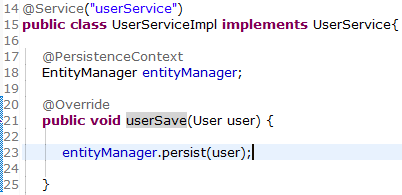 14 @Service("userService")
15 public class UserServiceImpl implements UserService{
16
17     @PersistenceContext
18     EntityManager entityManager;
19
20     @Override
21     public void userSave(User user) {
22
23         entityManager.persist(user);
24
25     }